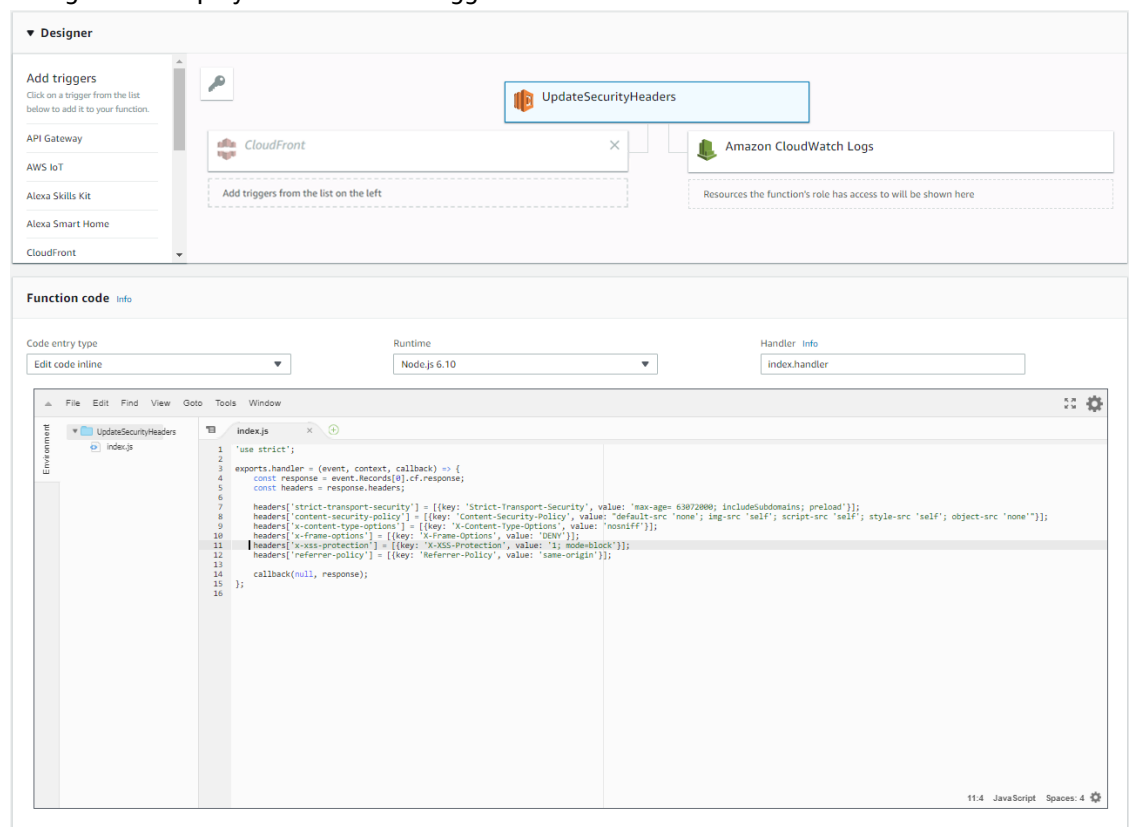 ▼ Designer
Add triggers
Click on a trigger from the list
below to add it to your function.
API Gateway
AWS IoT
Alexa Skills Kit
Alexa Smart Home
CloudFront
UpdateSecurityHeaders
CloudFront
Amazon CloudWatch Logs
Add triggers from the list on the left
Resources the function's role has access to will be shown here
Function code Info
Code entry type
Edit code inline
Runtime
Node.js 6.10
Handler Info
index.handler
File Edit Find View Goto Tools Window
Environment
UpdateSecurityHeaders
index.js
index.js
1 'use strict';
2
3 exports.handler = (event, context, callback) => {
4 const response = event.Records[0].cf.response;
5 const headers = response.headers;
6
7 headers['strict-transport-security'] = [{key: 'Strict-Transport-Security', value: 'max-age= 63072000; includeSubdomains; preload'}];
8 headers['content-security-policy'] = [{key: 'Content-Security-Policy', value: "default-src 'none'; img-src 'self'; script-src 'self'; style-src 'self'; object-src 'none'"}];
9 headers['x-content-type-options'] = [{key: 'X-Content-Type-Options', value: 'nosniff'}];
10 headers['x-frame-options'] = [{key: 'X-Frame-Options', value: 'DENY'}];
11 headers['x-xss-protection'] = [{key: 'X-XSS-Protection', value: '1; mode=block'}];
12 headers['referrer-policy'] = [{key: 'Referrer-Policy', value: 'same-origin'}];
13
14 callback(null, response);
15 };
16
11:4 JavaScript Spaces: 4